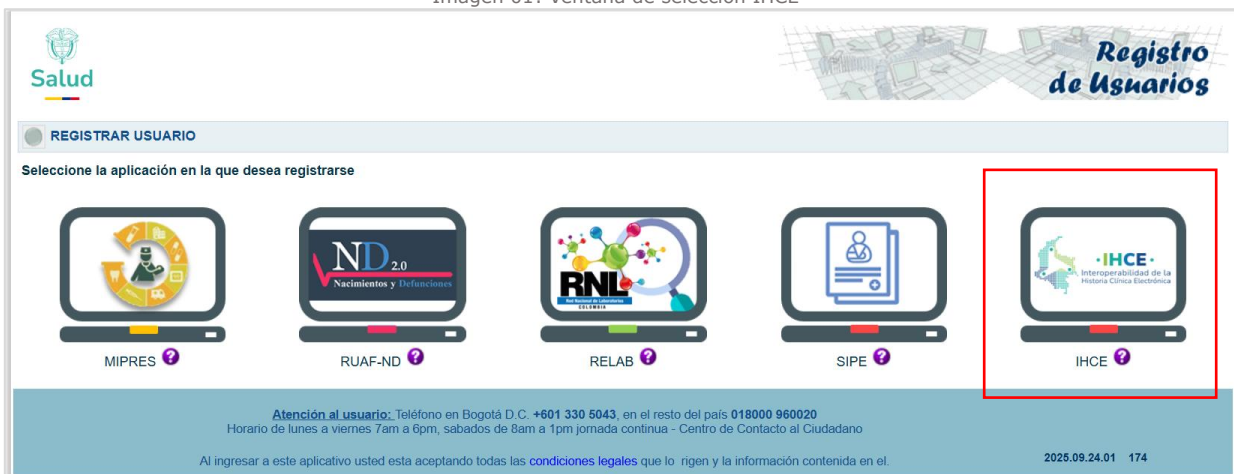 Imagen 01: Ventana de selección IHCE
Salud
Registro
de Usuarios
REGISTRAR USUARIO
Seleccione la aplicación en la que desea registrarse
ND 2.0
Nacimientos y Defunciones
RNL
Red Nacional de Laboratorios
COLOMBIA
·IHCE·
Interoperabilidad de la
Historia Clínica Electrónica
MIPRES ?
RUAF-ND ?
RELAB ?
SIPE ?
IHCE ?
Atención al usuario: Teléfono en Bogotá D.C. +601 330 5043, en el resto del país 018000 960020
Horario de lunes a viernes 7am a 6pm, sabados de 8am a 1pm jornada continua - Centro de Contacto al Ciudadano
Al ingresar a este aplicativo usted esta aceptando todas las condiciones legales que lo rigen y la información contenida en el.
2025.09.24.01 174